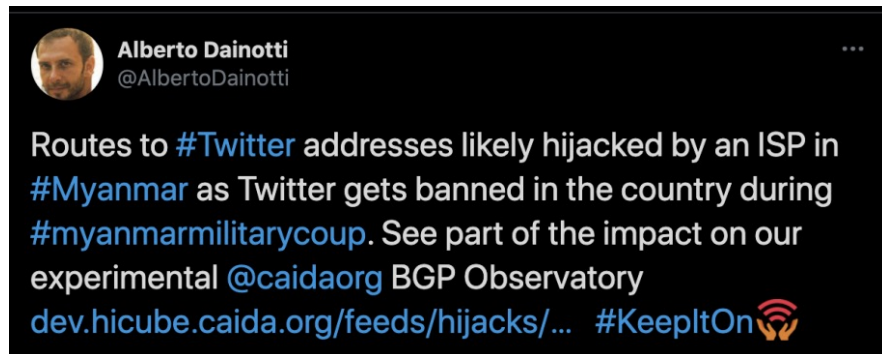 Alberto Dainotti
@AlbertoDainotti
Routes to #Twitter addresses likely hijacked by an ISP in
#Myanmar as Twitter gets banned in the country during
#myanmarmilitarycoup. See part of the impact on our
experimental @caidaorg BGP Observatory
dev.hicube.caida.org/feeds/hijacks/... #KeepItOn